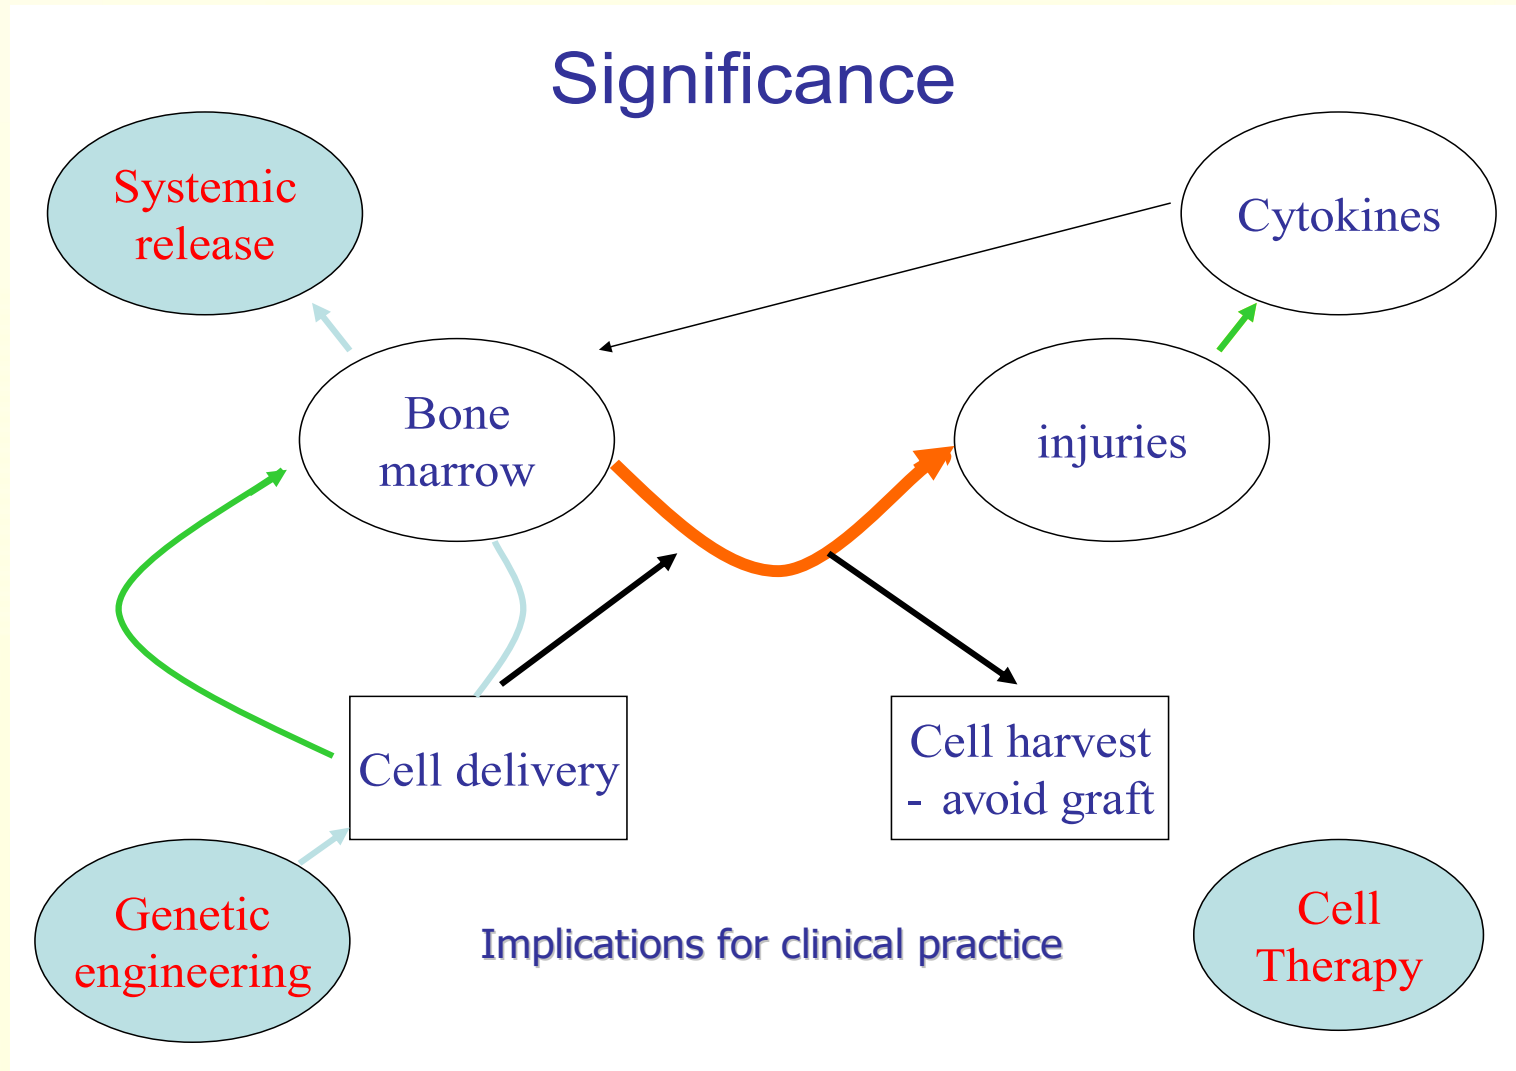 Significance
Systemic
release
Cytokines
Bone
marrow
injuries
Cell delivery
Cell harvest
- avoid graft
Genetic
engineering
Implications for clinical practice
Cell
Therapy